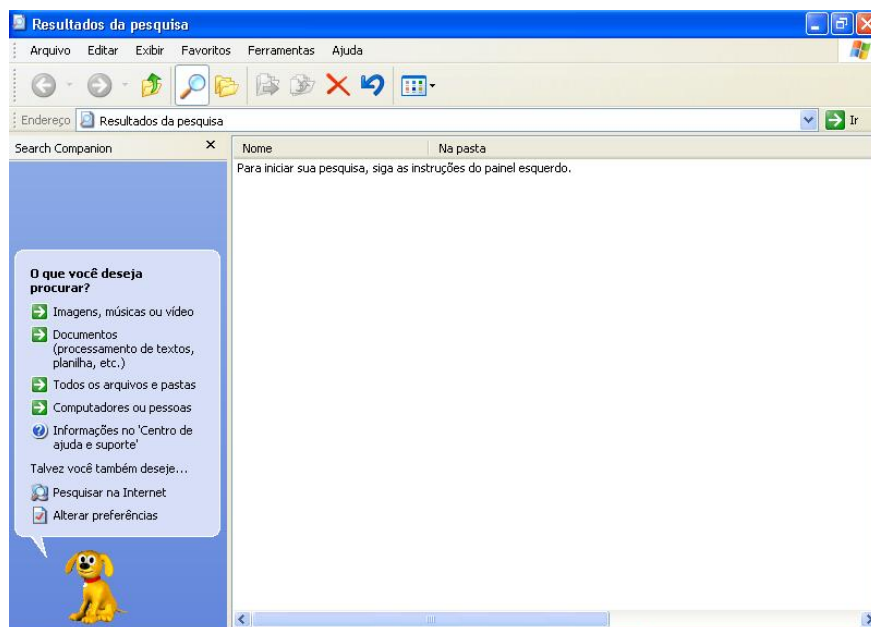 Resultados da pesquisa
Arquivo Editar Exibir Favoritos Ferramentas Ajuda
Endereço Resultados da pesquisa Ir
Search Companion
Nome Na pasta
Para iniciar sua pesquisa, siga as instruções do painel esquerdo.
O que você deseja
procurar?
Imagens, músicas ou vídeo
Documentos
(processamento de textos,
planilha, etc.)
Todos os arquivos e pastas
Computadores ou pessoas
Informações no 'Centro de
ajuda e suporte'
Talvez você também deseje...
Pesquisar na Internet
Alterar preferências